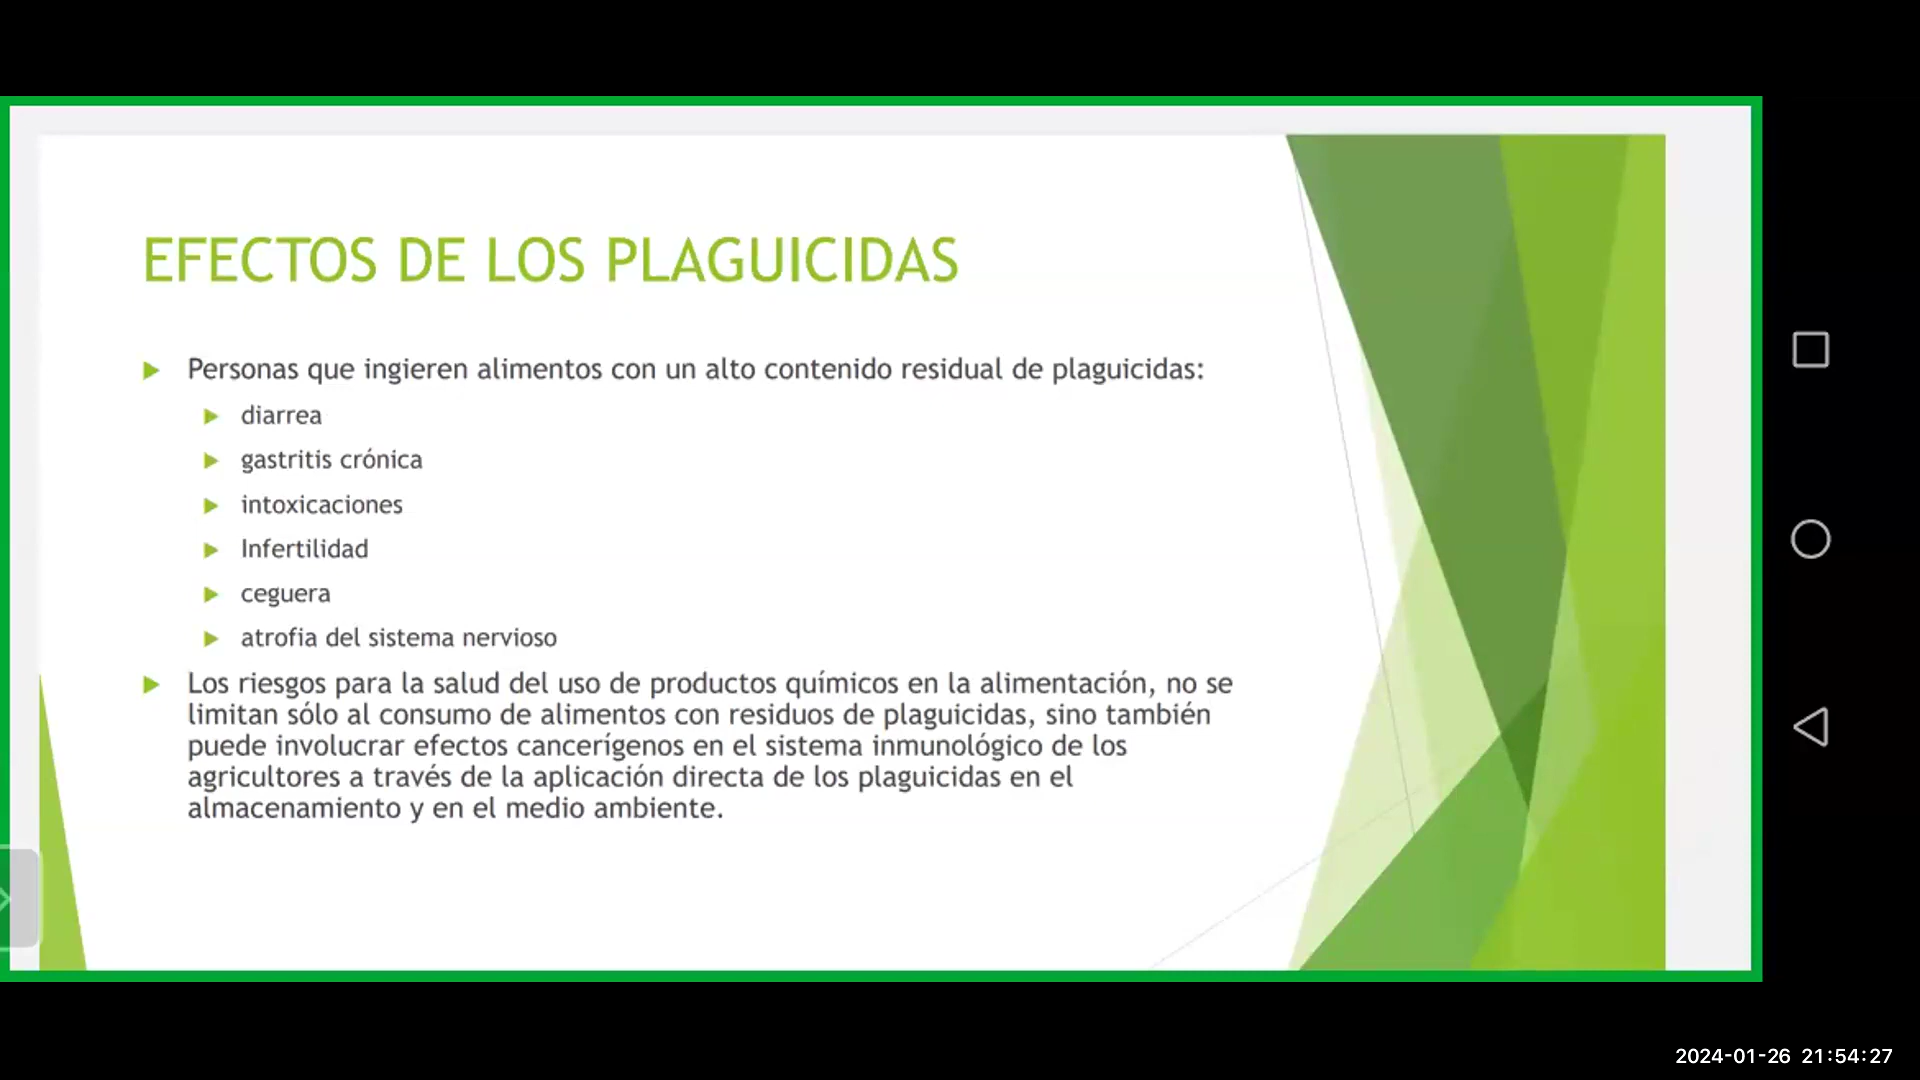 EFECTOS DE LOS PLAGUICIDAS
Personas que ingieren alimentos con un alto contenido residual de plaguicidas:
diarrea
gastritis crónica
intoxicaciones
Infertilidad
ceguera
atrofia del sistema nervioso
Los riesgos para la salud del uso de productos químicos en la alimentación, no se
limitan sólo al consumo de alimentos con residuos de plaguicidas, sino también
puede involucrar efectos cancerígenos en el sistema inmunológico de los
agricultores a través de la aplicación directa de los plaguicidas en el
almacenamiento y en el medio ambiente.
2024-01-26 21:54:27